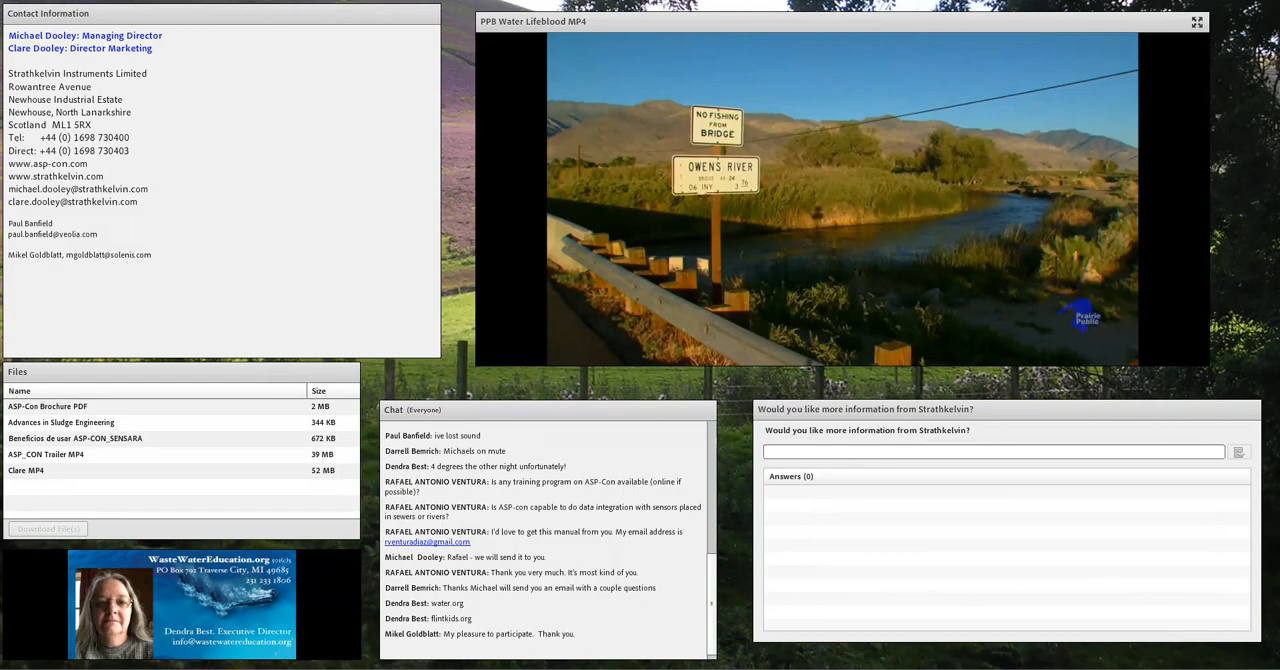 Contact Information
Michael Dooley: Managing Director
Clare Dooley: Director Marketing
Strathkelvin Instruments Limited
Rowantree Avenue
Newhouse Industrial Estate
Newhouse, North Lanarkshire
Scotland ML1 5RX
Tel: +44 (0) 1698 730400
Direct: +44 (0) 1698 730403
www.asp-con.com
www.strathkelvin.com
michael.dooley@strathkelvin.com
clare.dooley@strathkelvin.com
Paul Banfield
paul.banfield@veolia.com
Mikel Goldblatt, mgoldblatt@solenis.com
PPB Water Lifeblood MP4
NO FISHING
FROM
BRIDGE
OWENS RIVER
BRIDGE 48 24
06 INY 3 76
Prairie
Public
Files
Name Size
ASP-Con Brochure PDF 2 MB
Advances in Sludge Engineering 344 KB
Beneficios de usar ASP-CON_SENSARA 672 KB
ASP_CON Trailer MP4 39 MB
Clare MP4 52 MB
Download File(s)
WasteWaterEducation.org 501(c)3
PO Box 792 Traverse City, MI 49685
231 233 1806
Dendra Best. Executive Director
info@wastewatereducation.org
Chat (Everyone)
Paul Banfield: ive lost sound
Darrell Bemrich: Michaels on mute
Dendra Best: 4 degrees the other night unfortunately!
RAFAEL ANTONIO VENTURA: Is any training program on ASP-Con available (online if
possible)?
RAFAEL ANTONIO VENTURA: Is ASP-con capable to do data integration with sensors placed
in sewers or rivers?
RAFAEL ANTONIO VENTURA: I'd love to get this manual from you. My email address is
rventuradiaz@gmail.com
Michael Dooley: Rafael - we will send it to you.
RAFAEL ANTONIO VENTURA: Thank you very much. It's most kind of you.
Darrell Bemrich: Thanks Michael will send you an email with a couple questions
Dendra Best: water.org
Dendra Best: flintkids.org
Mikel Goldblatt: My pleasure to participate. Thank you.
Would you like more information from Strathkelvin?
Would you like more information from Strathkelvin?
Answers (0)